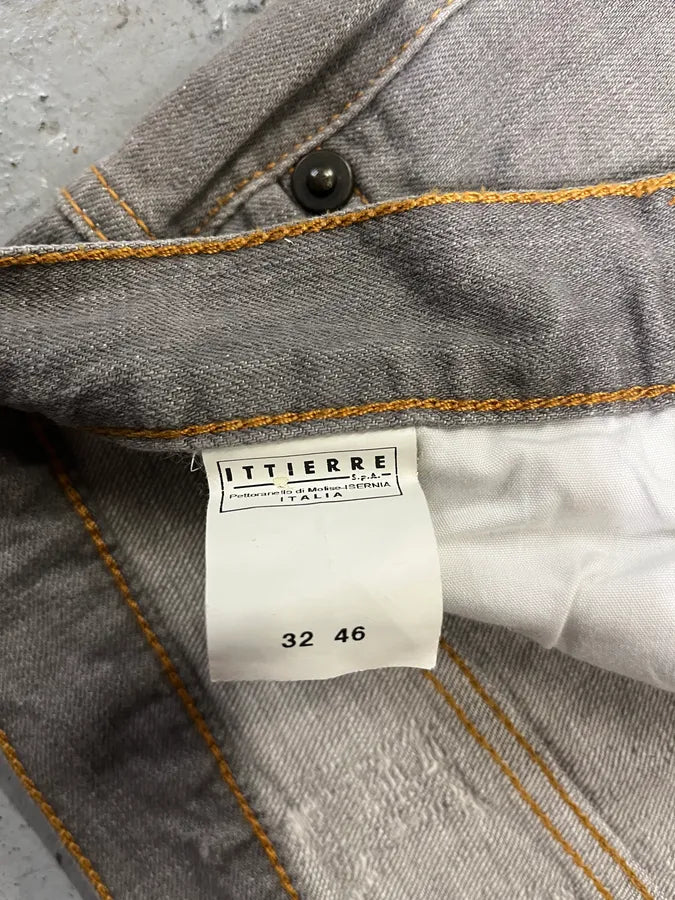 ITTIERRE
S.p.A.
Pettoranello di Molise-ISERNIA
ITALIA
32 46